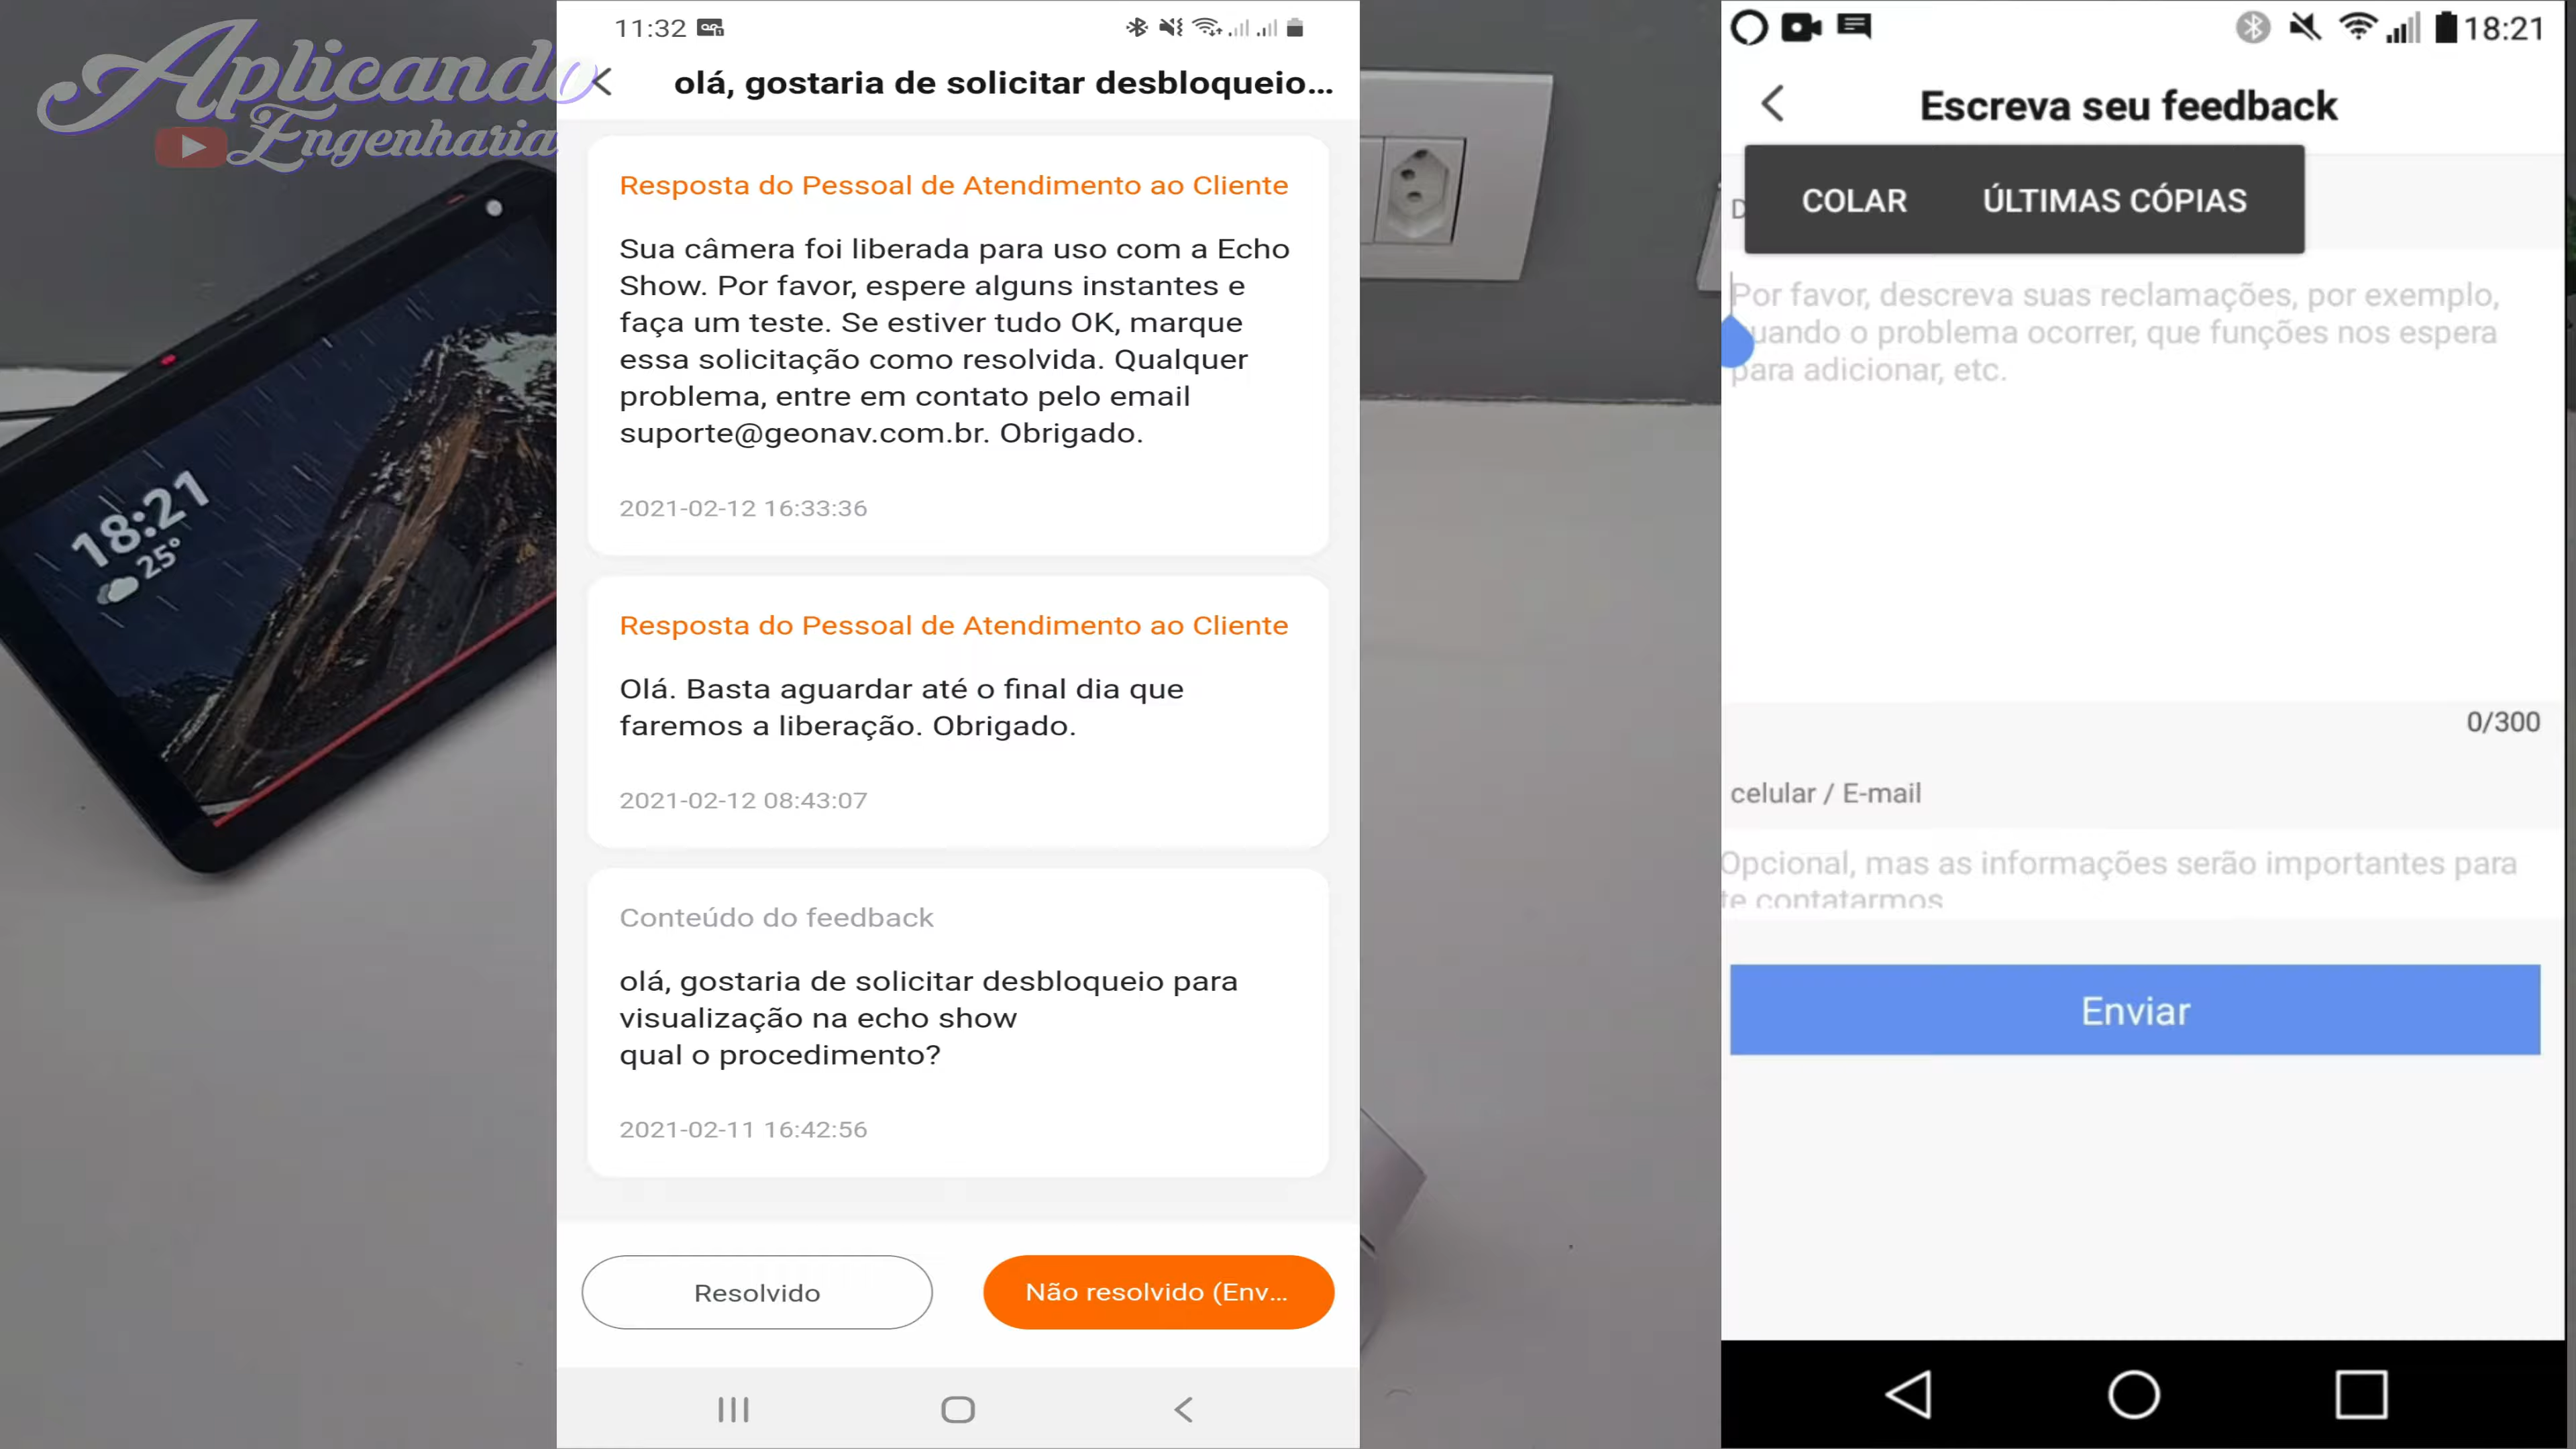 Aplicando
Engenharia
18:21
25°
11:32
olá, gostaria de solicitar desbloqueio...
Resposta do Pessoal de Atendimento ao Cliente
Sua câmera foi liberada para uso com a Echo
Show. Por favor, espere alguns instantes e
faça um teste. Se estiver tudo OK, marque
essa solicitação como resolvida. Qualquer
problema, entre em contato pelo email
suporte@geonav.com.br. Obrigado.
2021-02-12 16:33:36
Resposta do Pessoal de Atendimento ao Cliente
Olá. Basta aguardar até o final dia que
faremos a liberação. Obrigado.
2021-02-12 08:43:07
Conteúdo do feedback
olá, gostaria de solicitar desbloqueio para
visualização na echo show
qual o procedimento?
2021-02-11 16:42:56
Resolvido
Não resolvido (Env...
18:21
Escreva seu feedback
COLAR ÚLTIMAS CÓPIAS
Por favor, descreva suas reclamações, por exemplo,
quando o problema ocorrer, que funções nos espera
para adicionar, etc.
0/300
celular / E-mail
Opcional, mas as informações serão importantes para
te contatarmos
Enviar